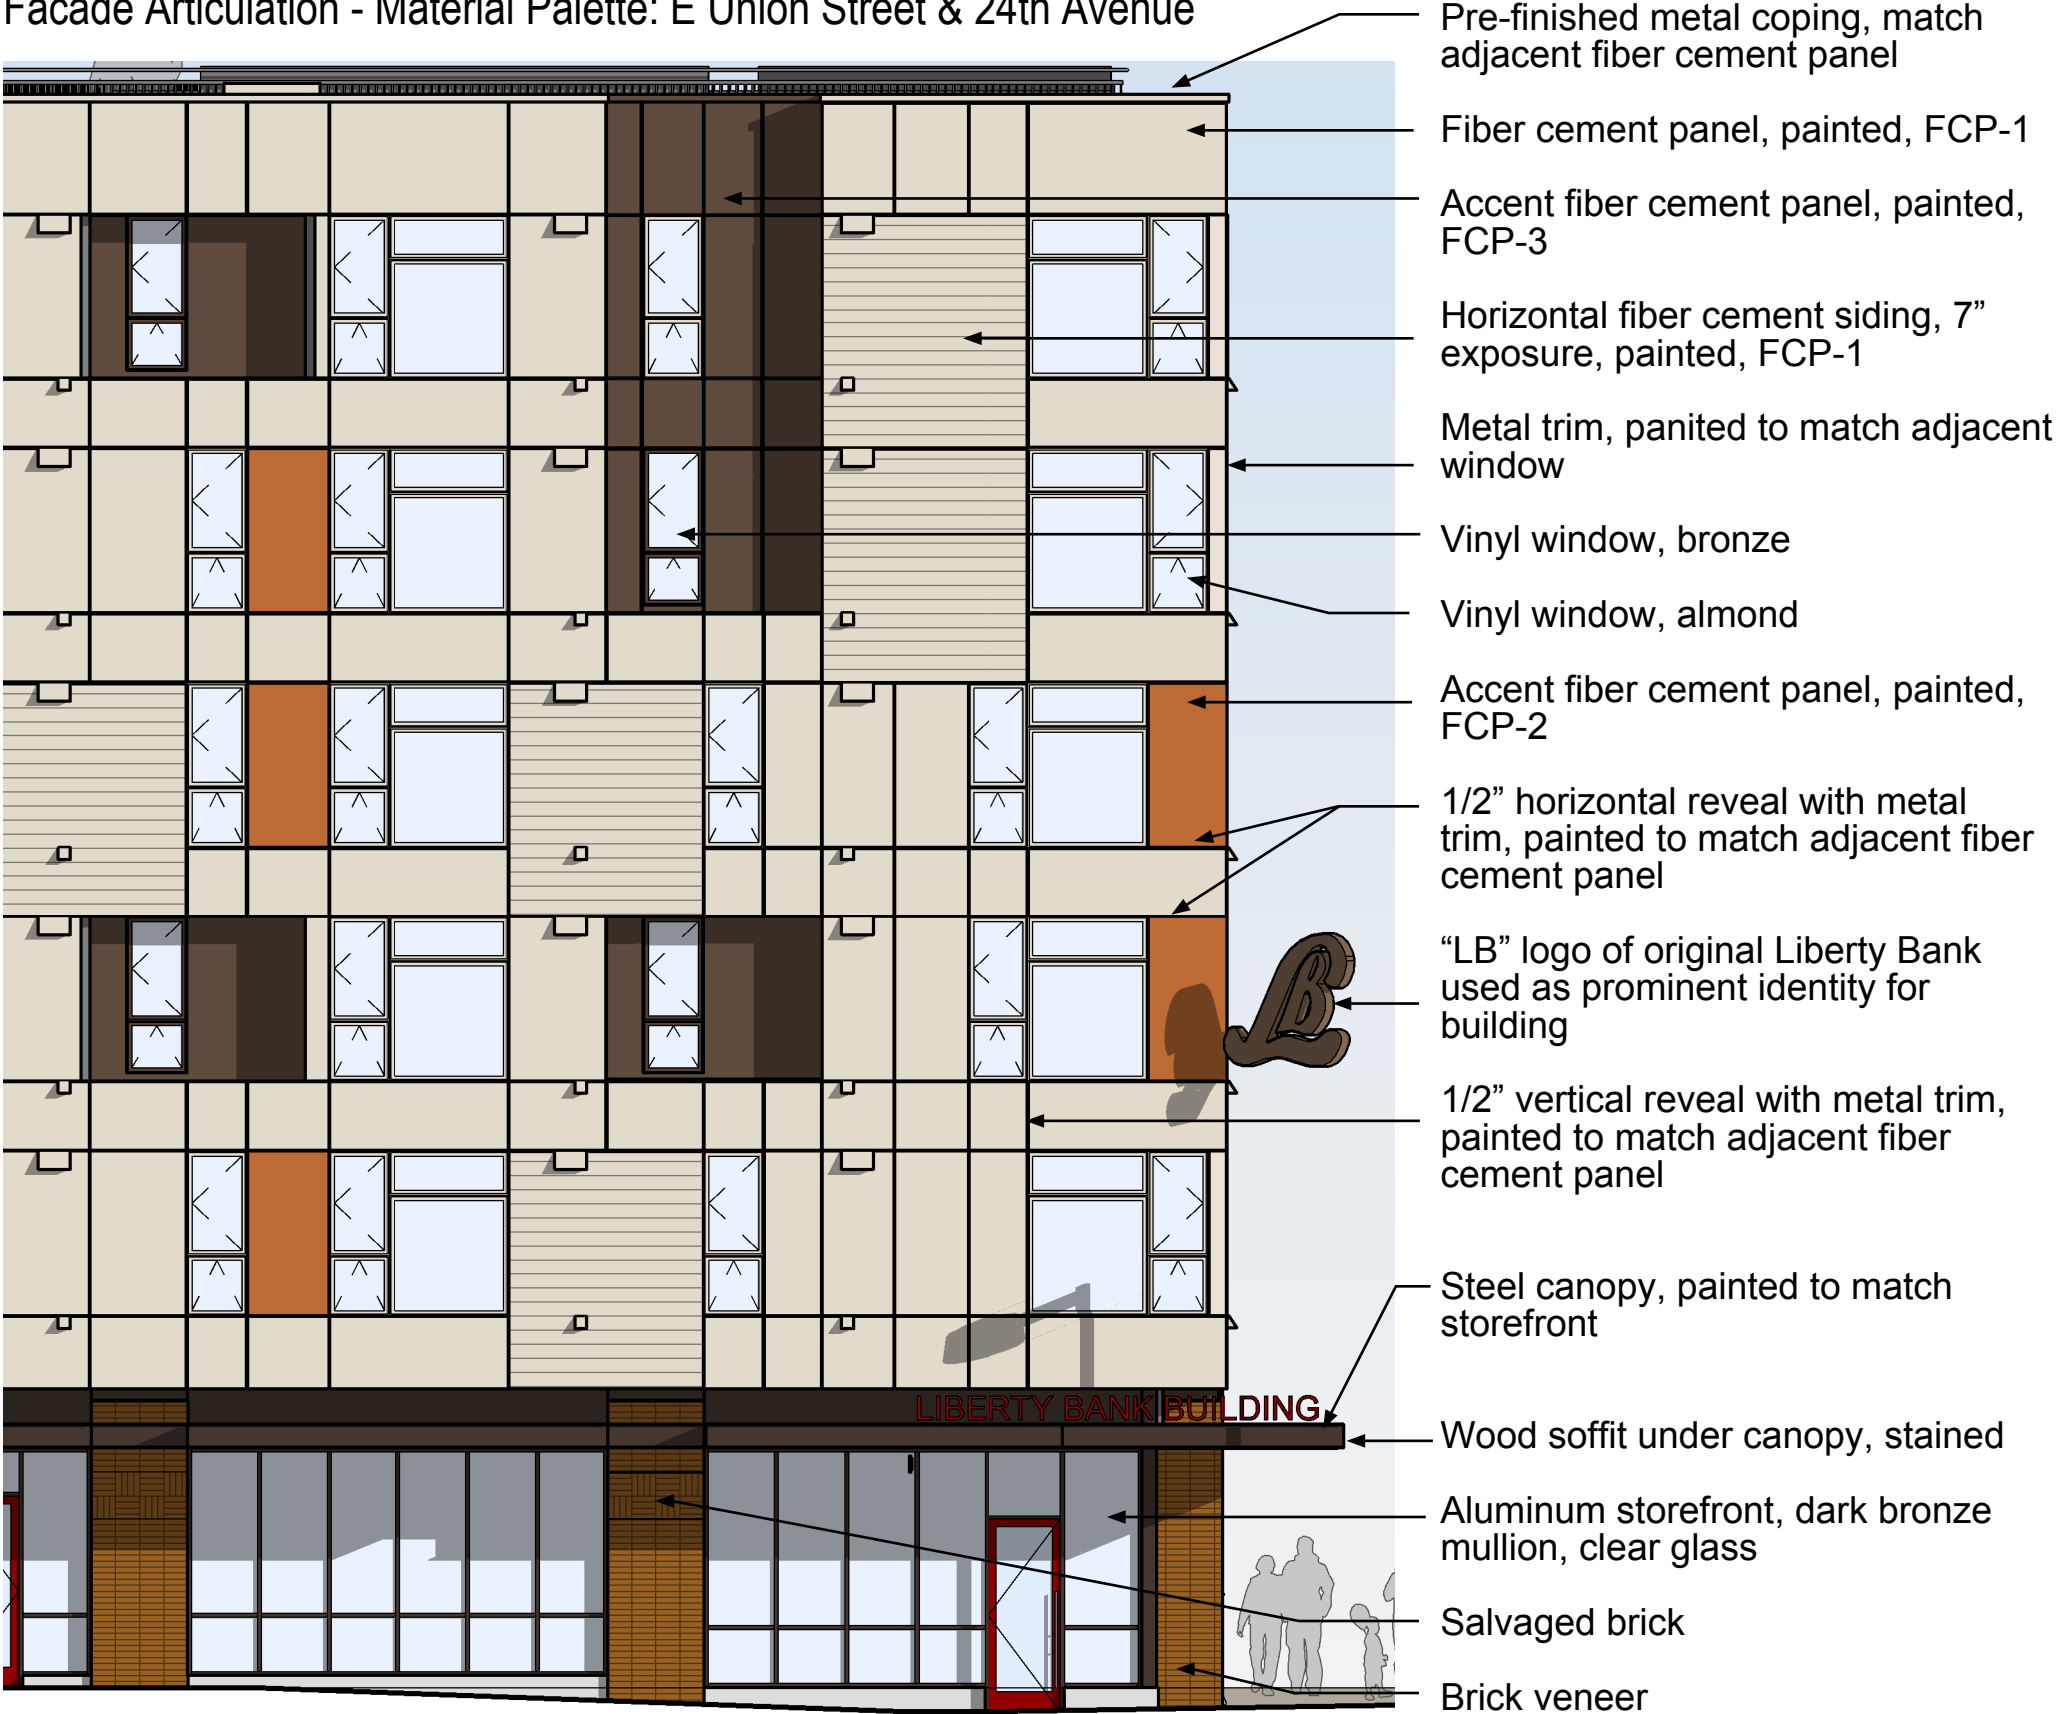 Facade Articulation - Material Palette: E Union Street & 24th Avenue
Pre-finished metal coping, match
adjacent fiber cement panel
Fiber cement panel, painted, FCP-1
Accent fiber cement panel, painted,
FCP-3
Horizontal fiber cement siding, 7”
exposure, painted, FCP-1
Metal trim, panited to match adjacent
window
Vinyl window, bronze
Vinyl window, almond
Accent fiber cement panel, painted,
FCP-2
1/2” horizontal reveal with metal
trim, painted to match adjacent fiber
cement panel
“LB” logo of original Liberty Bank
used as prominent identity for
building
LB
1/2” vertical reveal with metal trim,
painted to match adjacent fiber
cement panel
Steel canopy, painted to match
storefront
LIBERTY BANK BUILDING
Wood soffit under canopy, stained
Aluminum storefront, dark bronze
mullion, clear glass
Salvaged brick
Brick veneer